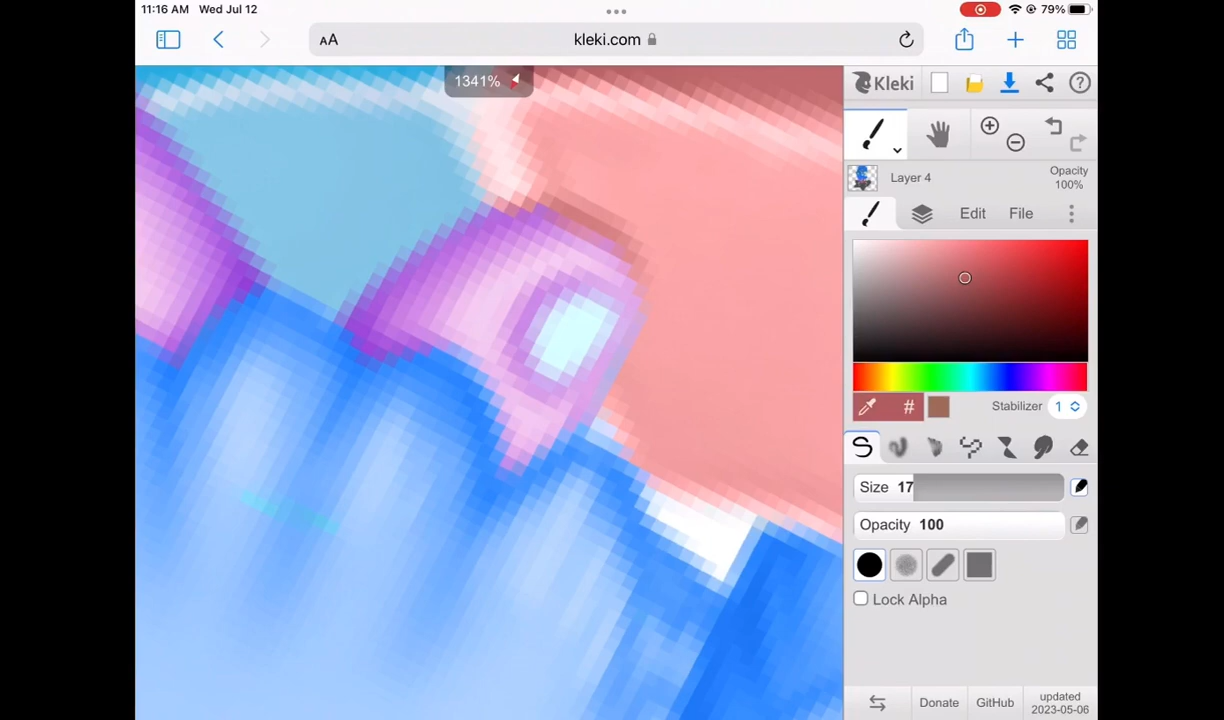 11:16 AM Wed Jul 12
79%
AA kleki.com
1341%
Kleki
Layer 4
Opacity
100%
Edit File
#
Stabilizer 1
Size 17
Opacity 100
Lock Alpha
Donate GitHub updated
2023-05-06